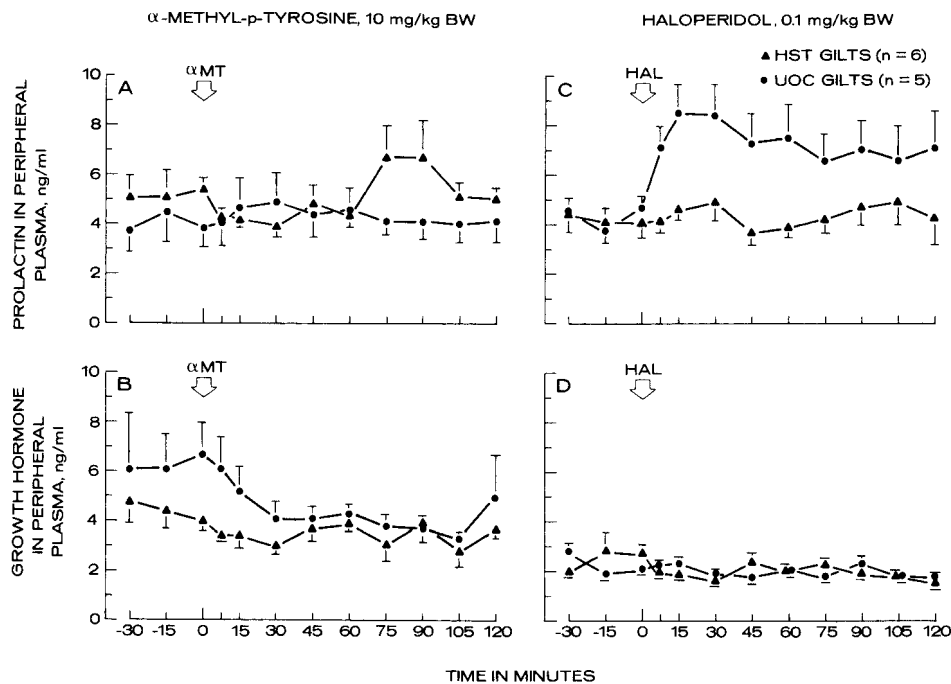 α-METHYL-p-TYROSINE, 10 mg/kg BW
HALOPERIDOL, 0.1 mg/kg BW
▲ HST GILTS (n = 6)
● UOC GILTS (n = 5)
PROLACTIN IN PERIPHERAL
PLASMA, ng/ml
10
8
6
4
2
0
A
αMT
C
HAL
GROWTH HORMONE
IN PERIPHERAL
PLASMA, ng/ml
10
8
6
4
2
0
B
αMT
D
HAL
-30 -15 0 15 30 45 60 75 90 105 120
-30 -15 0 15 30 45 60 75 90 105 120
TIME IN MINUTES